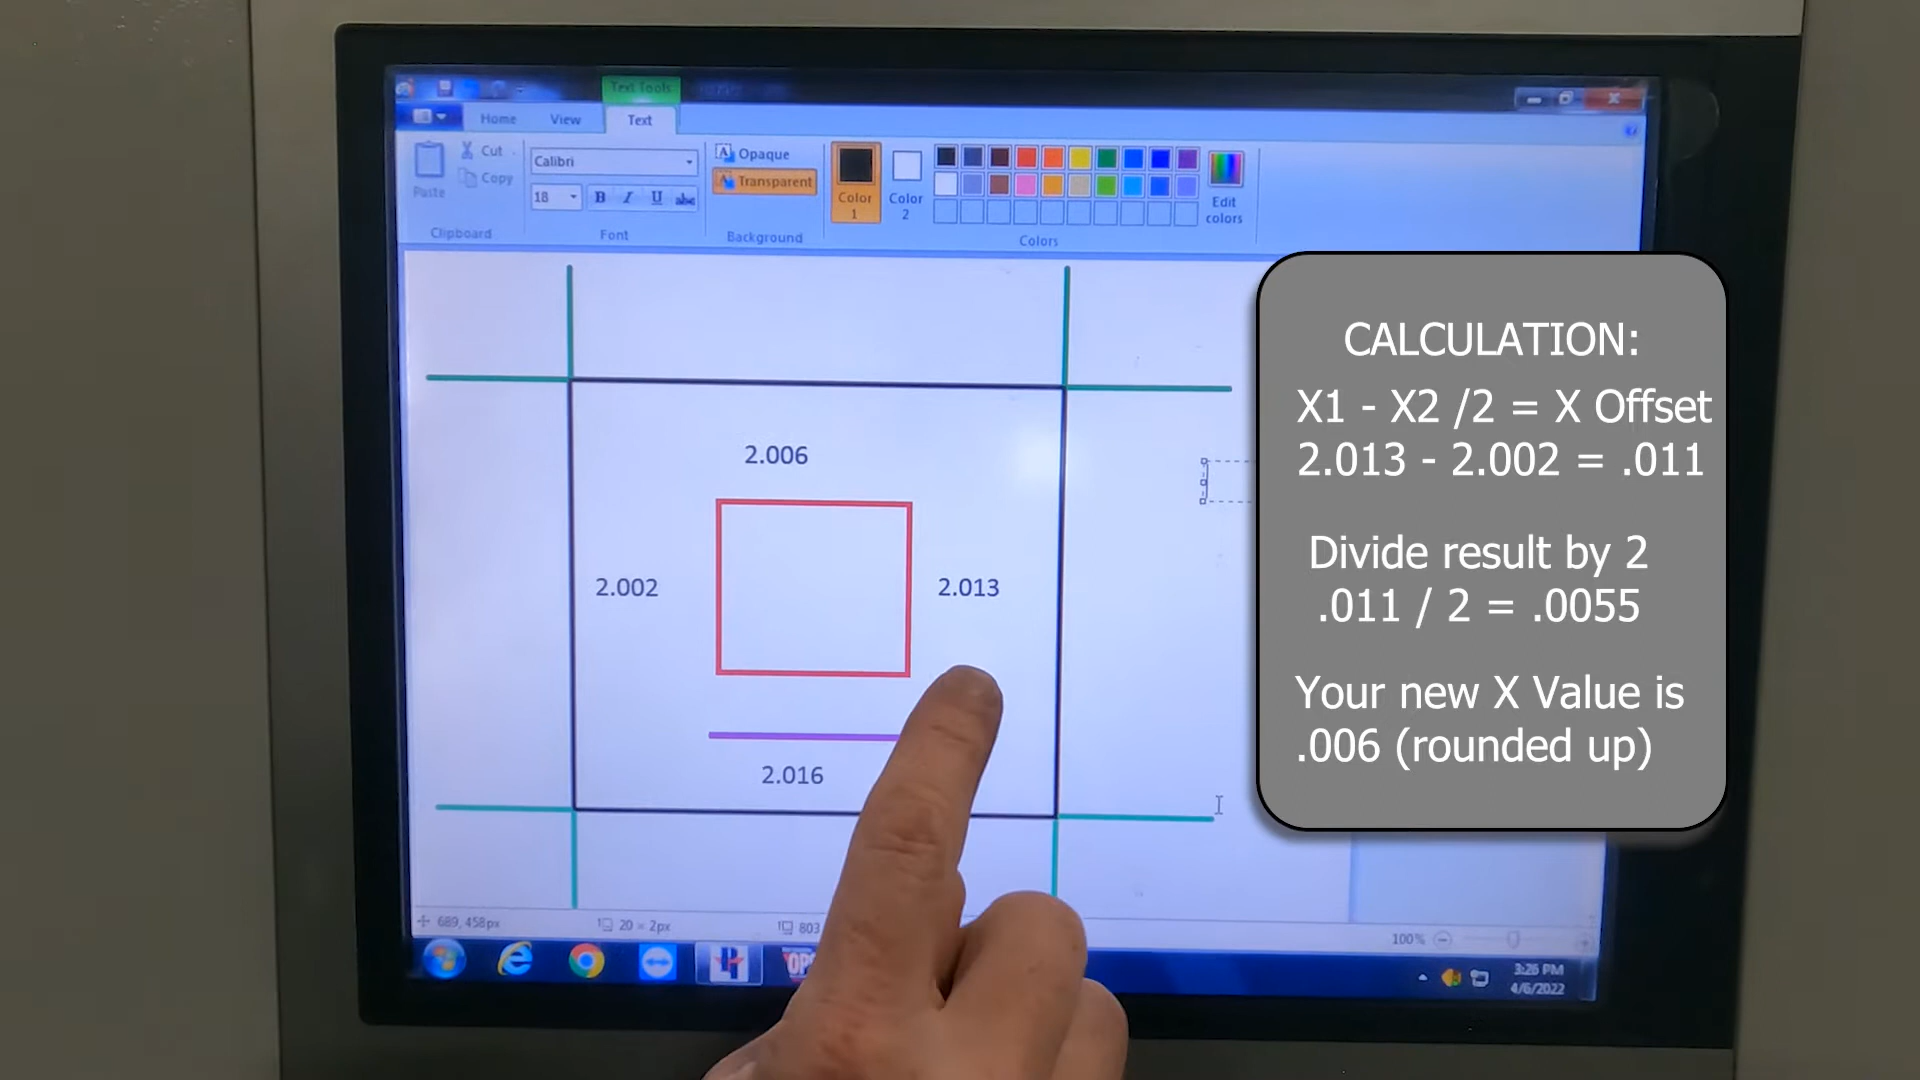 Text Tools
Home View Text
Paste
Cut
Copy
Clipboard
Calibri
18 B I U abc
Font
Opaque
Transparent
Background
Color 1
Color 2
Edit colors
Colors
2.006
2.002
2.013
2.016
CALCULATION:
X1 - X2 /2 = X Offset
2.013 - 2.002 = .011
Divide result by 2
.011 / 2 = .0055
Your new X Value is
.006 (rounded up)
689, 458px
20 × 2px
803
100%
OPS
3:26 PM
4/6/2022